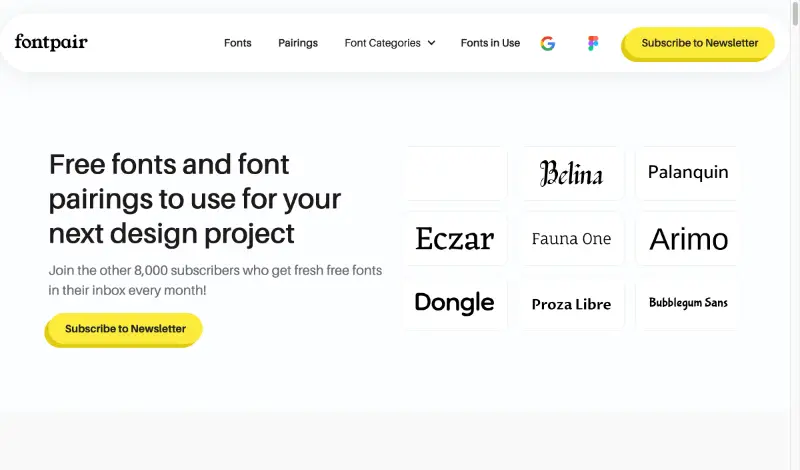 fontpair
Fonts
Pairings
Font Categories
Fonts in Use
Subscribe to Newsletter
Free fonts and font
pairings to use for your
next design project
Join the other 8,000 subscribers who get fresh free fonts
in their inbox every month!
Subscribe to Newsletter
Belina
Palanquin
Eczar
Fauna One
Arimo
Dongle
Proza Libre
Bubblegum Sans